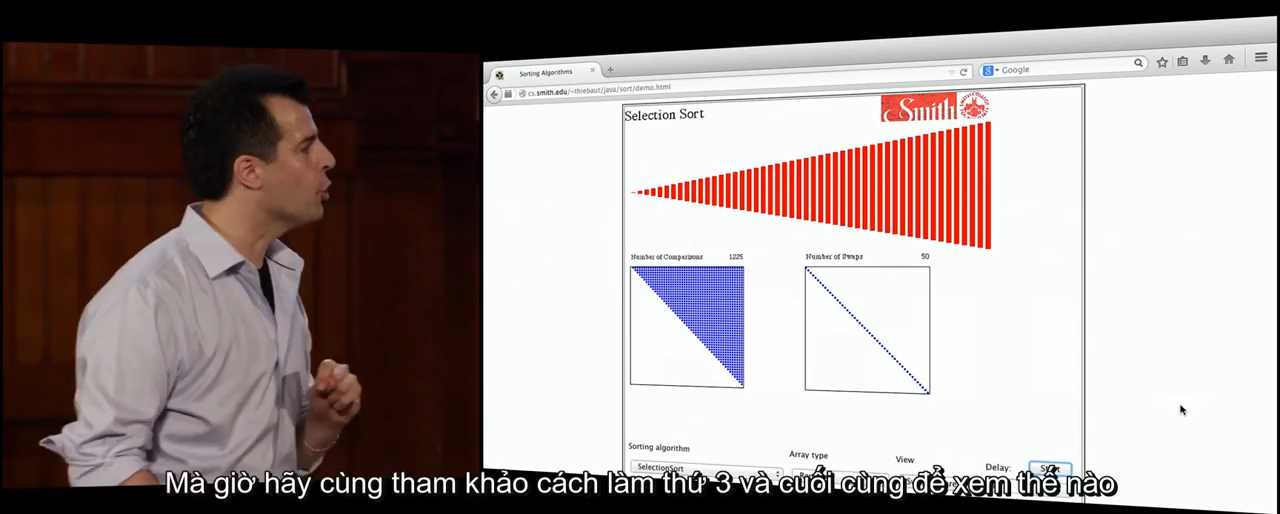 Sorting Algorithms
cs.smith.edu/~thiebaut/java/sort/demo.html
Google
Selection Sort
Smith
Number of Comparisons 1225
Number of Swaps 50
Sorting algorithm
Array type
View
Delay:
SelectionSort
Mà giờ hãy cùng tham khảo cách làm thứ 3 và cuối cùng để xem thế nào